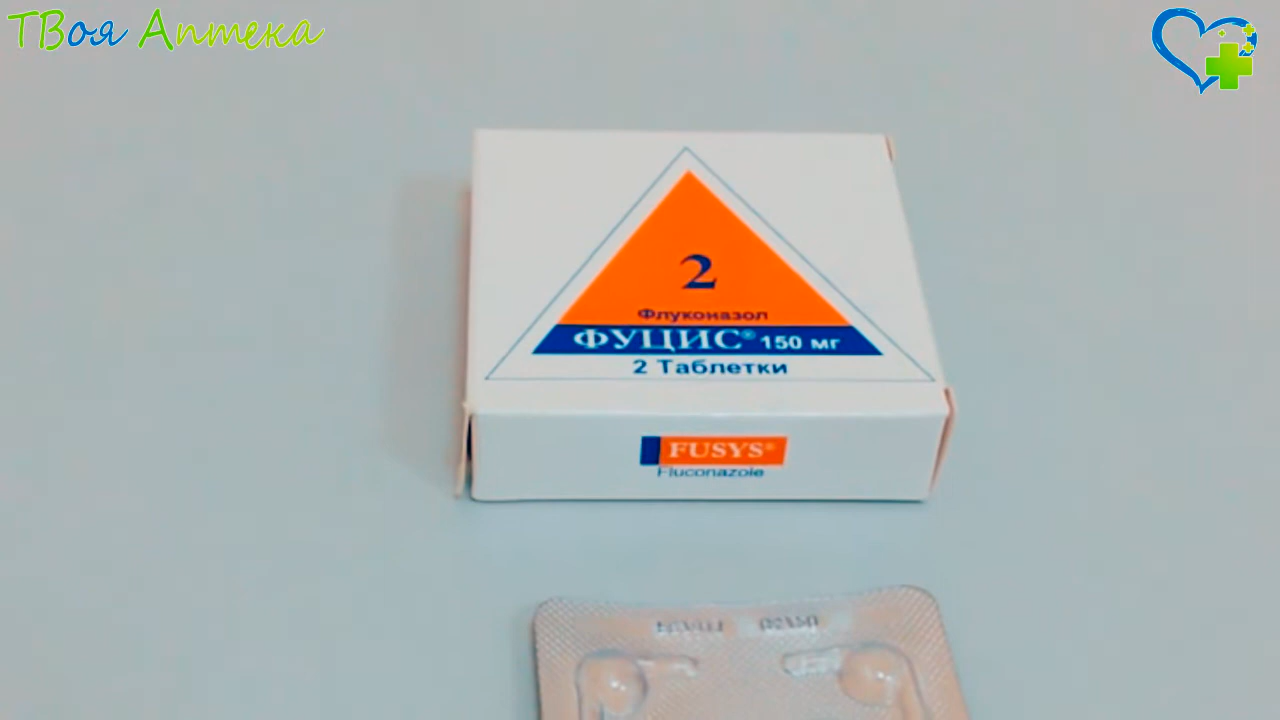 ТВоя Аптека
2
Флуконазол
ФУЦИС® 150 мг
2 Таблетки
FUSYS®
Fluconazole